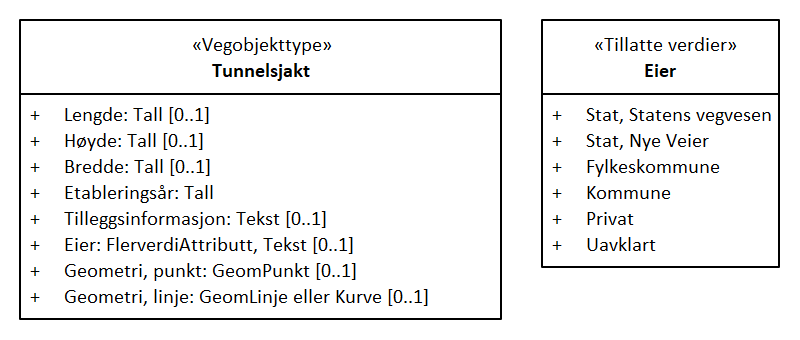 «Vegobjekttype»
Tunnelsjakt
+ Lengde: Tall [0..1]
+ Høyde: Tall [0..1]
+ Bredde: Tall [0..1]
+ Etableringsår: Tall
+ Tilleggsinformasjon: Tekst [0..1]
+ Eier: FlerverdiAttributt, Tekst [0..1]
+ Geometri, punkt: GeomPunkt [0..1]
+ Geometri, linje: GeomLinje eller Kurve [0..1]
«Tillatte verdier»
Eier
+ Stat, Statens vegvesen
+ Stat, Nye Veier
+ Fylkeskommune
+ Kommune
+ Privat
+ Uavklart